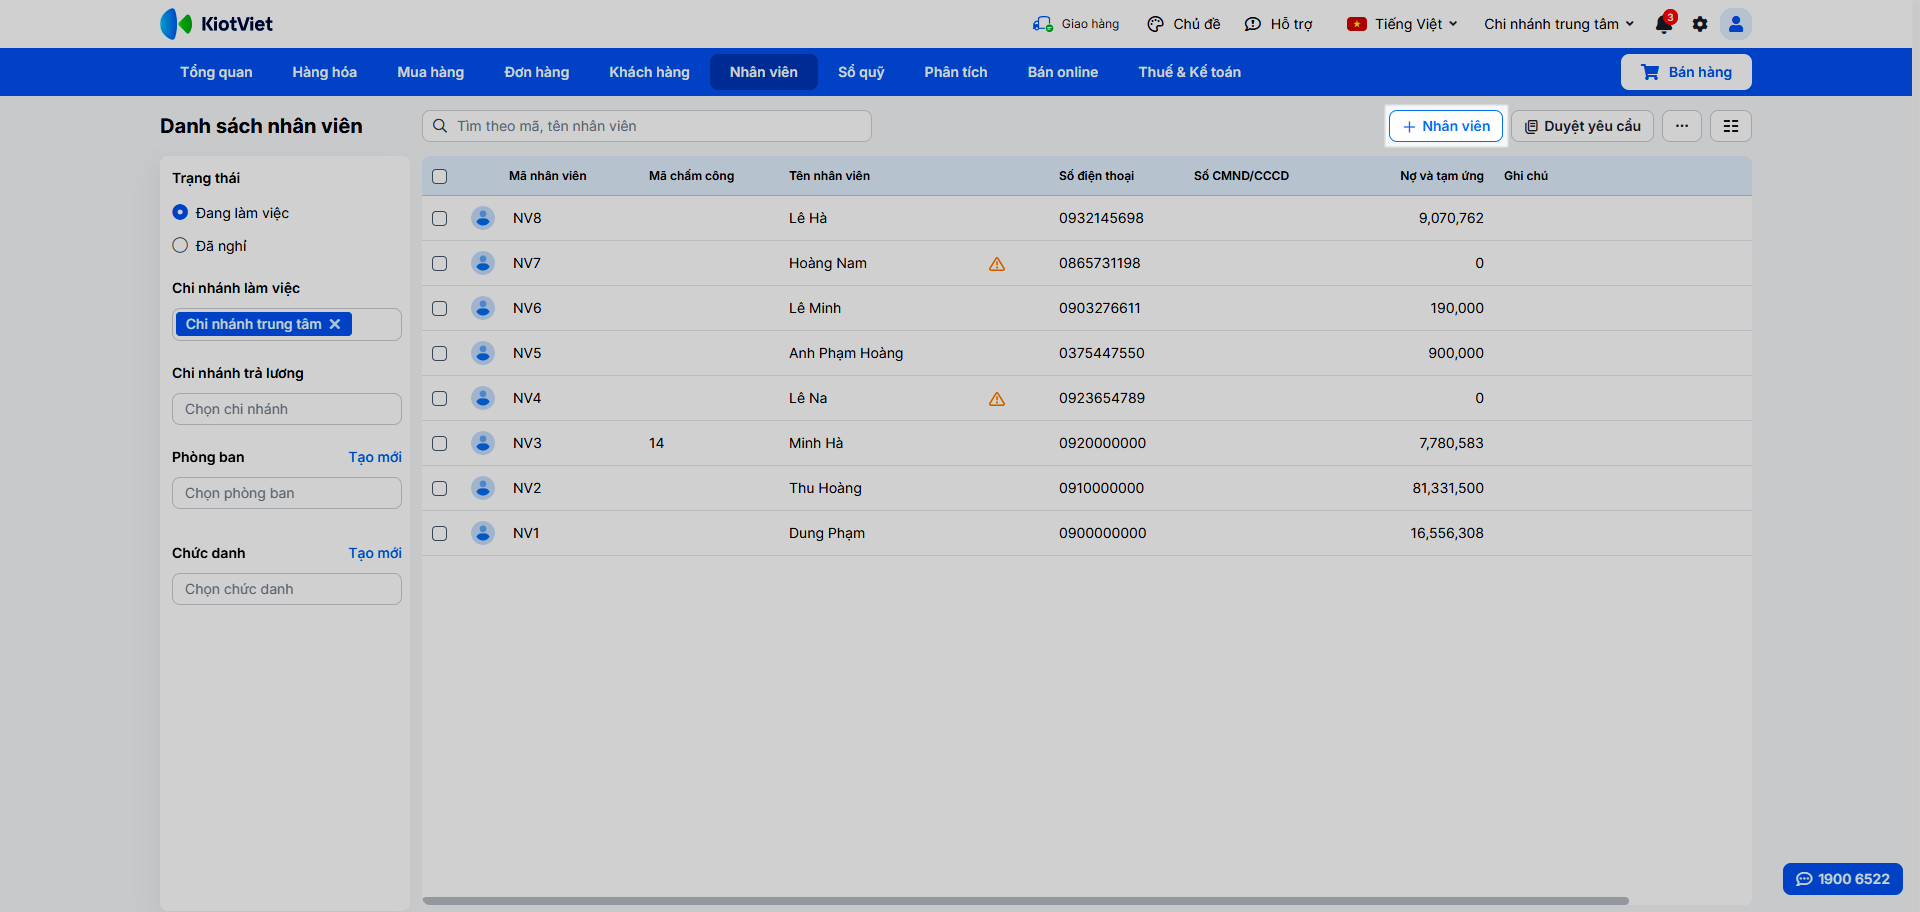 KiotViet
Giao hàng
Chủ đề
Hỗ trợ
Tiếng Việt
Chi nhánh trung tâm
3
Tổng quan
Hàng hóa
Mua hàng
Đơn hàng
Khách hàng
Nhân viên
Sổ quỹ
Phân tích
Bán online
Thuế & Kế toán
Bán hàng
Danh sách nhân viên
Tìm theo mã, tên nhân viên
+ Nhân viên
Duyệt yêu cầu
Trạng thái
Đang làm việc
Đã nghỉ
Chi nhánh làm việc
Chi nhánh trung tâm
Chi nhánh trả lương
Chọn chi nhánh
Phòng ban Tạo mới
Chọn phòng ban
Chức danh Tạo mới
Chọn chức danh
Mã nhân viên Mã chấm công Tên nhân viên Số điện thoại Số CMND/CCCD Nợ và tạm ứng Ghi chú
NV8 Lê Hà 0932145698 9,070,762
NV7 Hoàng Nam 0865731198 0
NV6 Lê Minh 0903276611 190,000
NV5 Anh Phạm Hoàng 0375447550 900,000
NV4 Lê Na 0923654789 0
NV3 14 Minh Hà 0920000000 7,780,583
NV2 Thu Hoàng 0910000000 81,331,500
NV1 Dung Phạm 0900000000 16,556,308
1900 6522